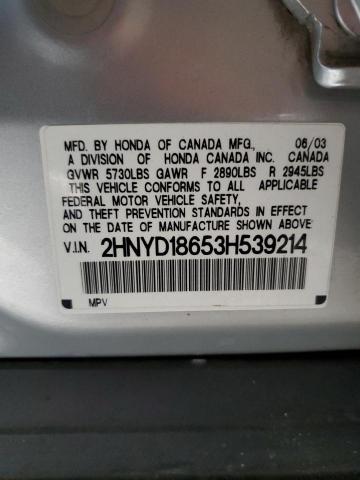 MFD. BY HONDA OF CANADA MFG., 06/03
A DIVISION OF HONDA CANADA INC. CANADA
GVWR 5730LBS GAWR F 2890LBS R 2945LBS
THIS VEHICLE CONFORMS TO ALL APPLICABLE
FEDERAL MOTOR VEHICLE SAFETY
AND THEFT PREVENTION STANDARDS IN EFFECT
ON THE DATE OF MANUFACTURE SHOWN ABOVE.
V.I.N. 2HNYD18653H539214
MPV